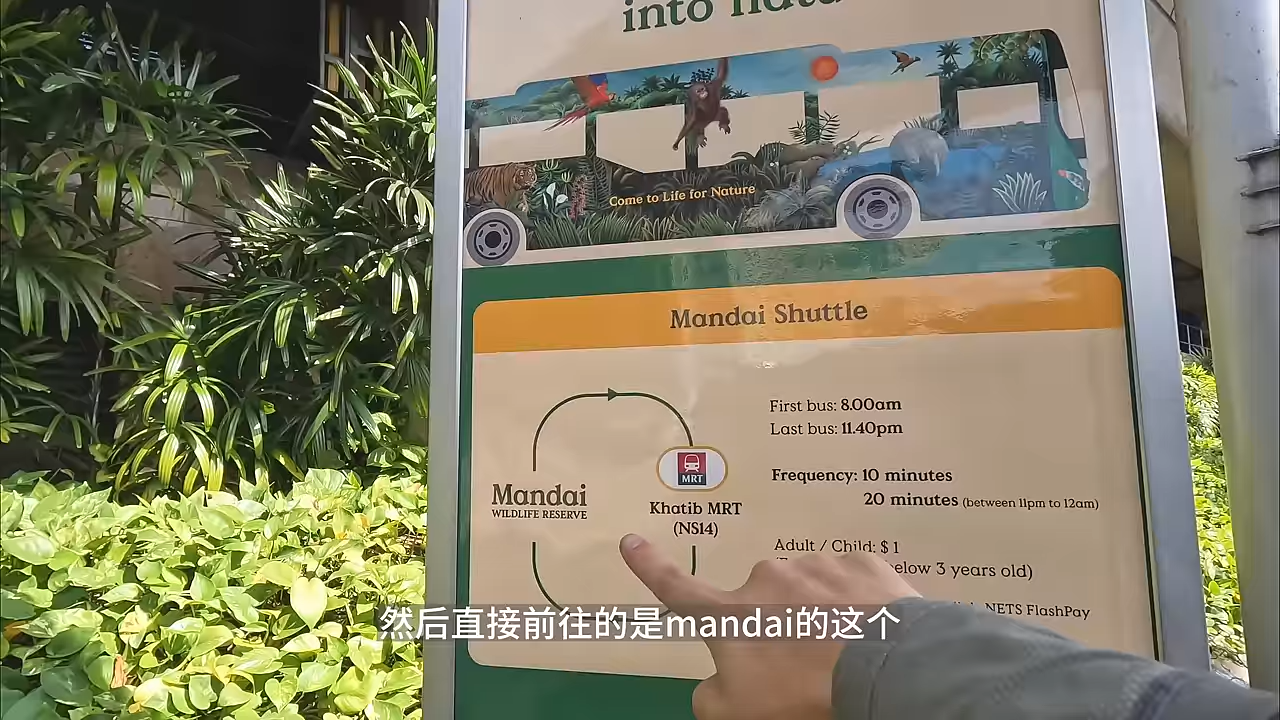 into
Come to Life for Nature
Mandai Shuttle
First bus: 8.00am
Last bus: 11.40pm
MRT
Mandai
WILDLIFE RESERVE
Khatib MRT
(NS14)
Frequency: 10 minutes
20 minutes (between 11pm to 12am)
Adult / Child: $1
below 3 years old)
NETS FlashPay
然后直接前往的是mandai的这个